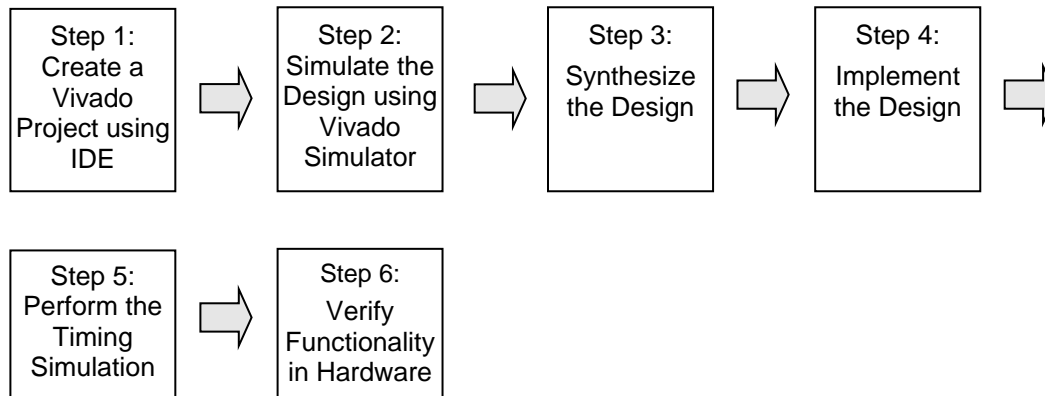 Step 1:
Create a
Vivado
Project using
IDE
Step 2:
Simulate the
Design using
Vivado
Simulator
Step 3:
Synthesize
the Design
Step 4:
Implement
the Design
Step 5:
Perform the
Timing
Simulation
Step 6:
Verify
Functionality
in Hardware